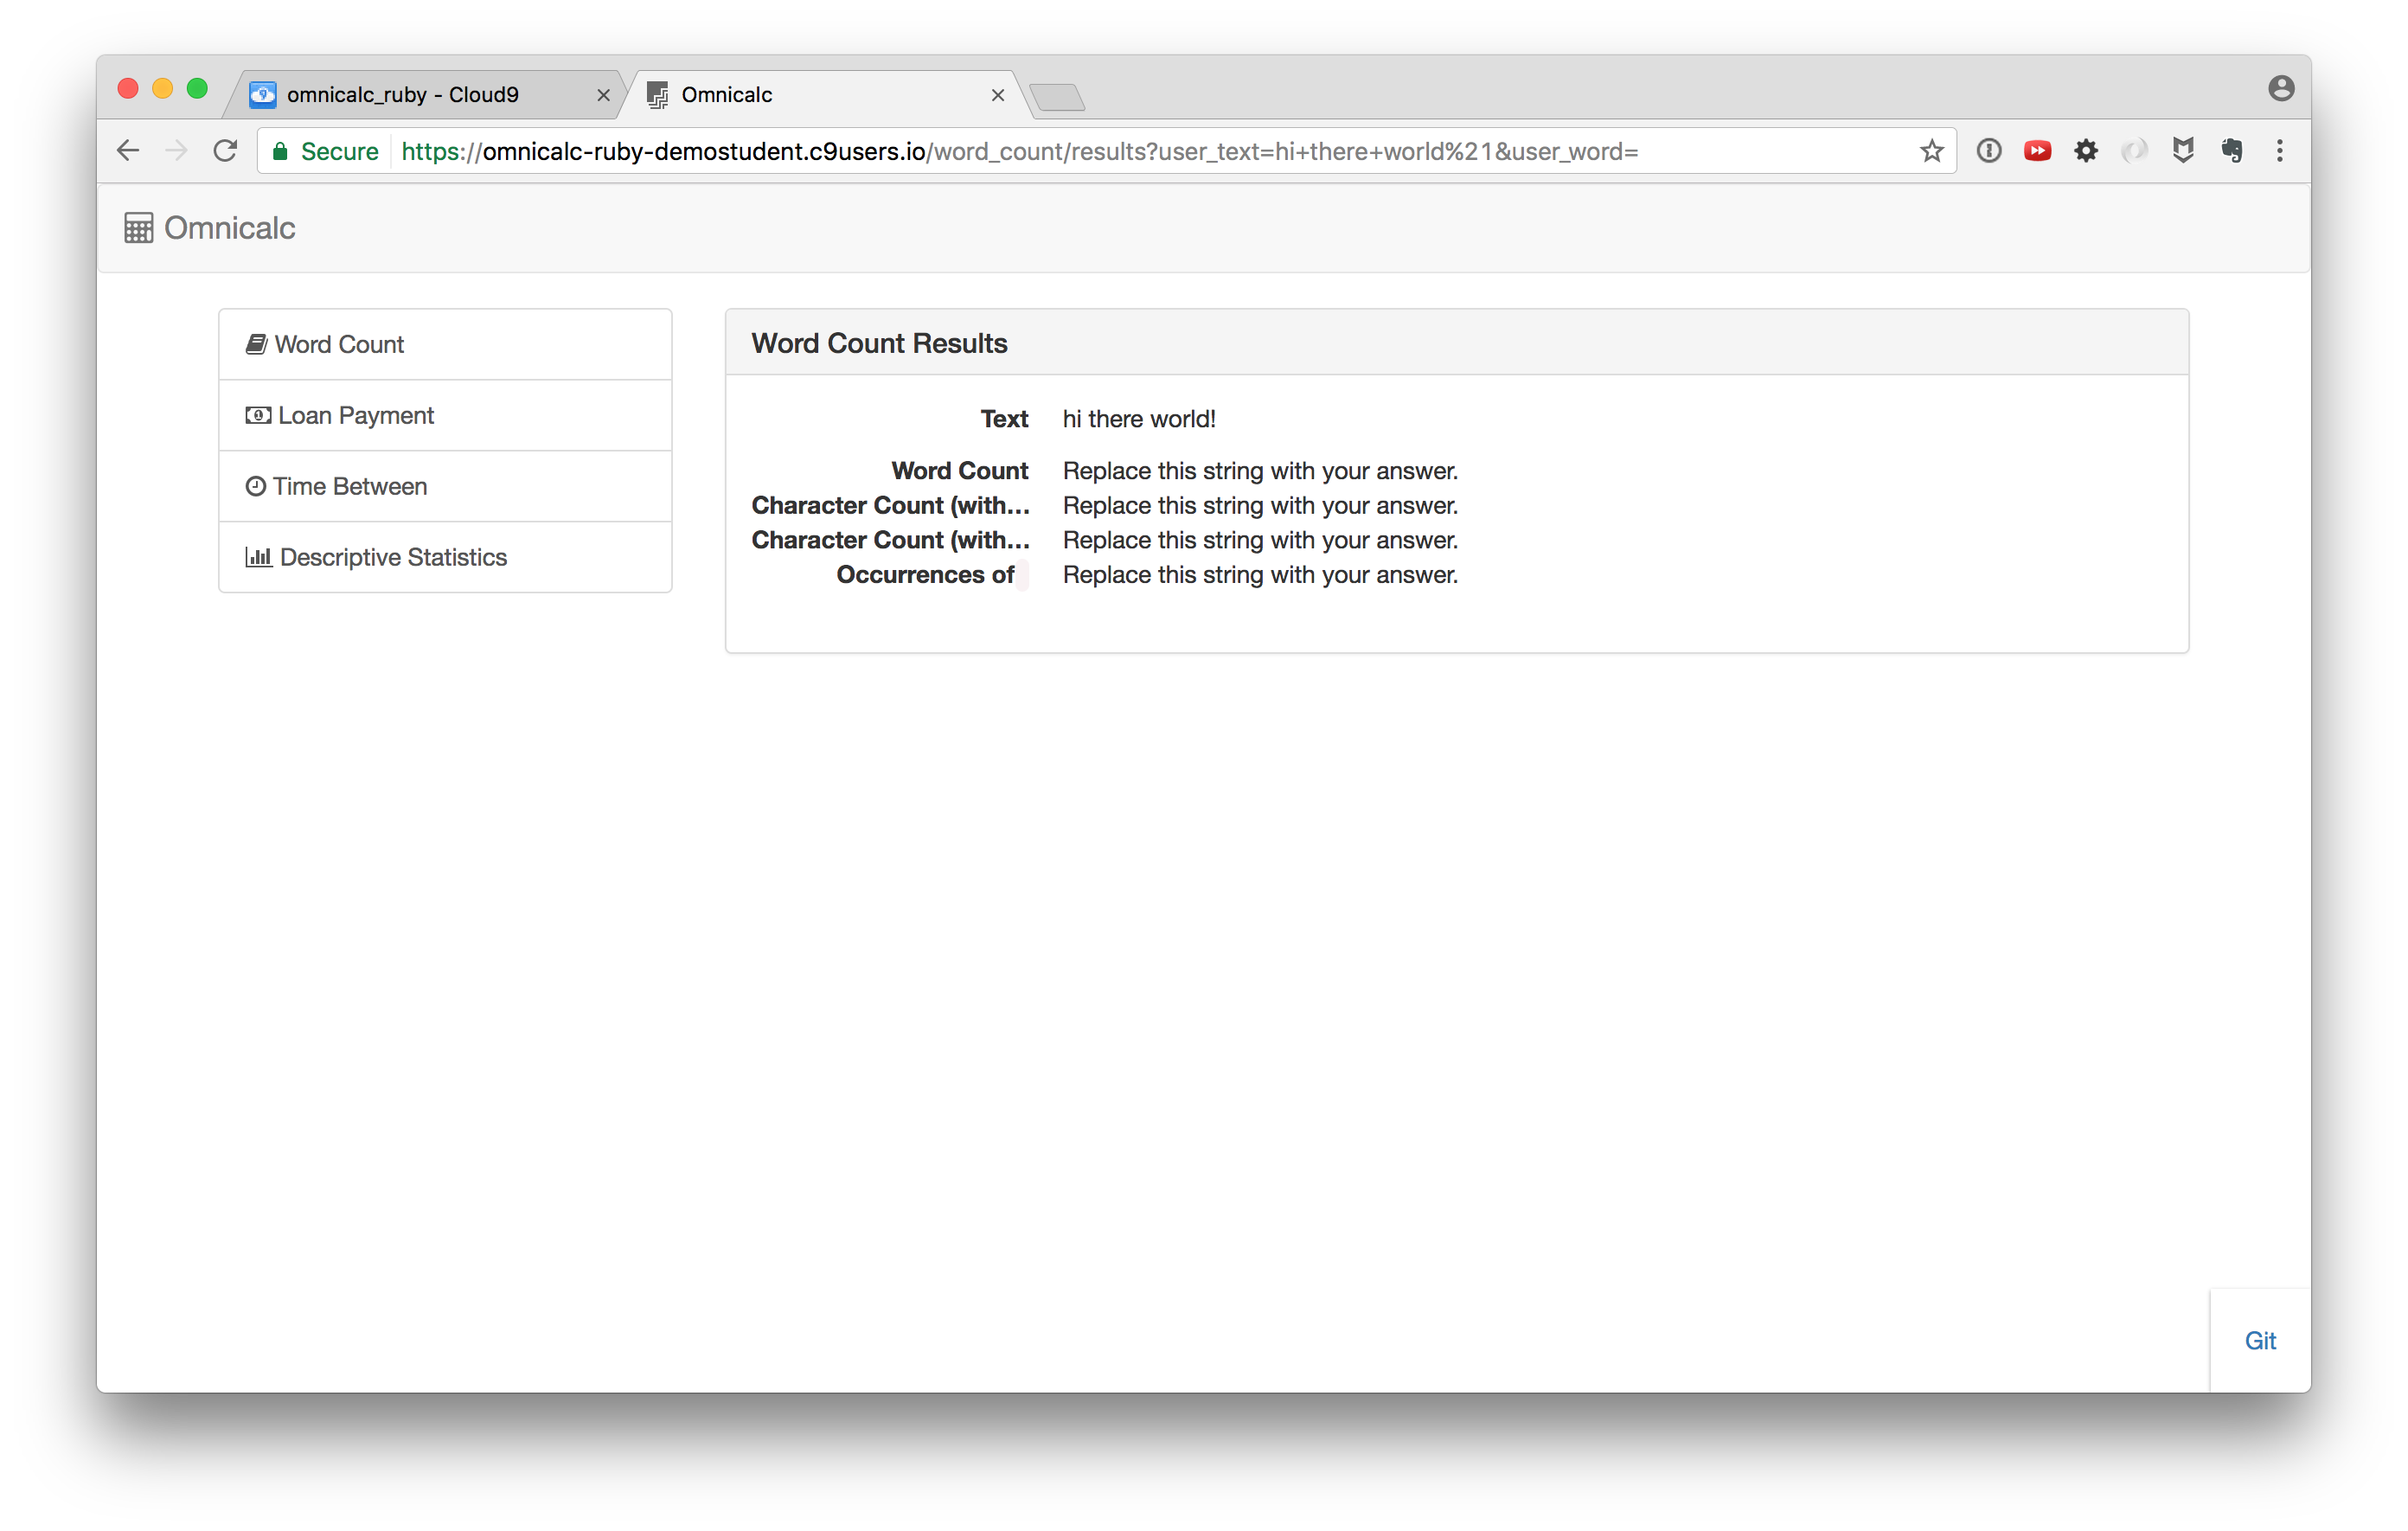 omnicalc_ruby - Cloud9
Omnicalc
Secure https://omnicalc-ruby-demostudent.c9users.io/word_count/results?user_text=hi+there+world%21&user_word=
Omnicalc
Word Count
Loan Payment
Time Between
Descriptive Statistics
Word Count Results
Text hi there world!
Word Count Replace this string with your answer.
Character Count (with... Replace this string with your answer.
Character Count (with... Replace this string with your answer.
Occurrences of Replace this string with your answer.
Git